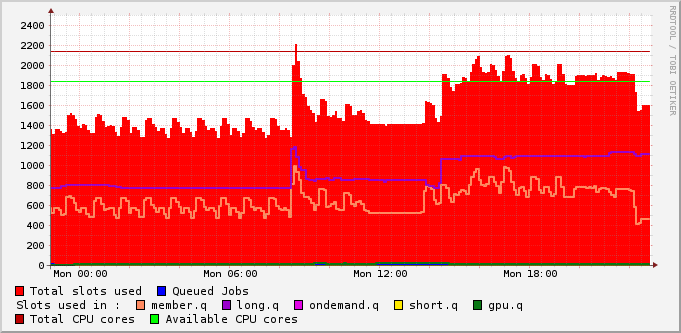 RRDTOOL / TOBI OETIKER
2400
2200
2000
1800
1600
1400
1200
1000
800
600
400
200
0
Mon 00:00 Mon 06:00 Mon 12:00 Mon 18:00
Total slots used Queued Jobs
Slots used in : member.q long.q ondemand.q short.q gpu.q
Total CPU cores Available CPU cores